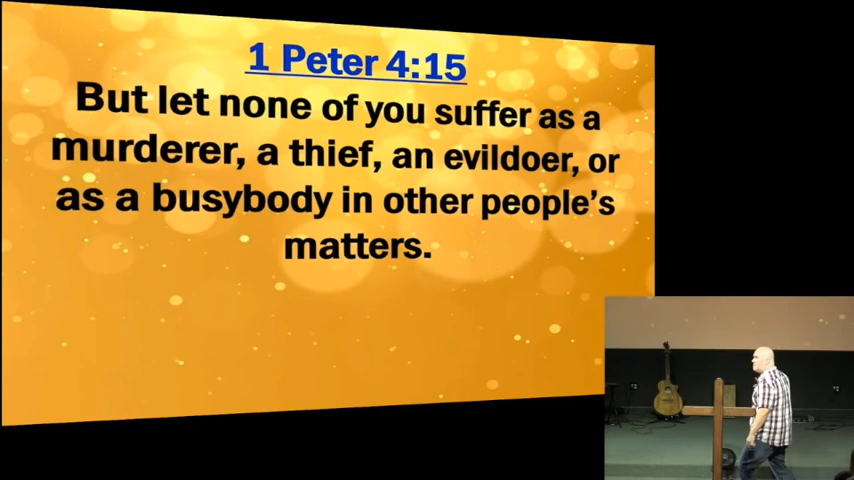 1 Peter 4:15
But let none of you suffer as a
murderer, a thief, an evildoer, or
as a busybody in other people’s
matters.